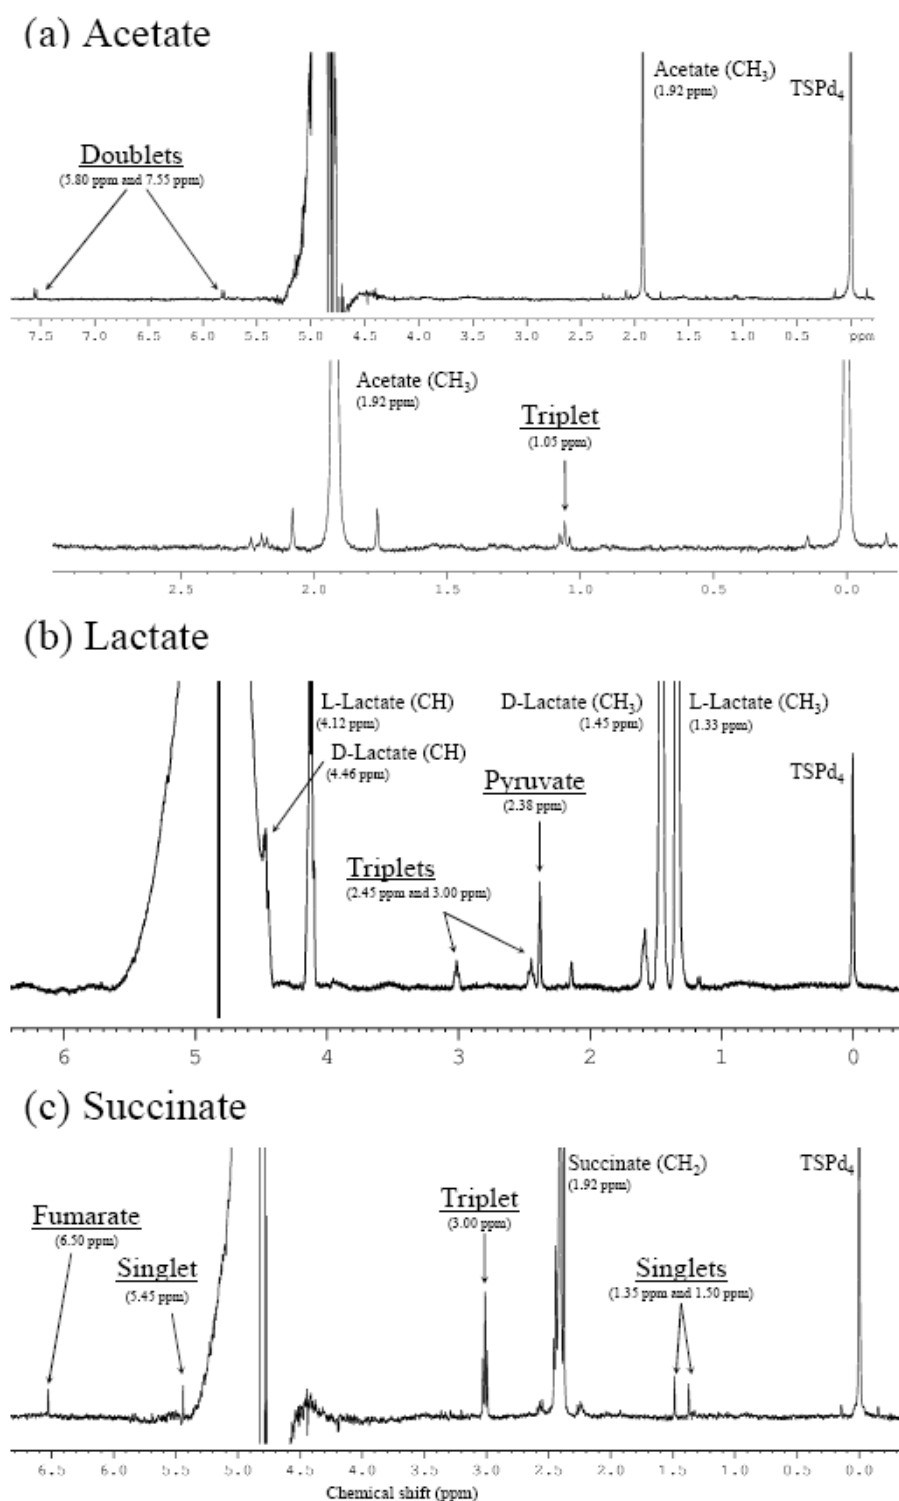 (a) Acetate
Acetate (CH₃)
(1.92 ppm)
TSPd₄
Doublets
(5.80 ppm and 7.55 ppm)
7.5 7.0 6.5 6.0 5.5 5.0 4.5 4.0 3.5 3.0 2.5 2.0 1.5 1.0 0.5 ppm
Acetate (CH₃)
(1.92 ppm)
Triplet
(1.05 ppm)
2.5 2.0 1.5 1.0 0.5 0.0
(b) Lactate
L-Lactate (CH)
(4.12 ppm)
D-Lactate (CH₃)
(1.45 ppm)
L-Lactate (CH₃)
(1.33 ppm)
D-Lactate (CH)
(4.46 ppm)
Pyruvate
(2.38 ppm)
TSPd₄
Triplets
(2.45 ppm and 3.00 ppm)
6 5 4 3 2 1 0
(c) Succinate
Succinate (CH₂)
(1.92 ppm)
TSPd₄
Triplet
(3.00 ppm)
Fumarate
(6.50 ppm)
Singlet
(5.45 ppm)
Singlets
(1.35 ppm and 1.50 ppm)
6.5 5.5 5.0 4.5 4.0 3.5 3.0 2.5 2.0 1.5 1.0 0.5 0.0
Chemical shift (ppm)